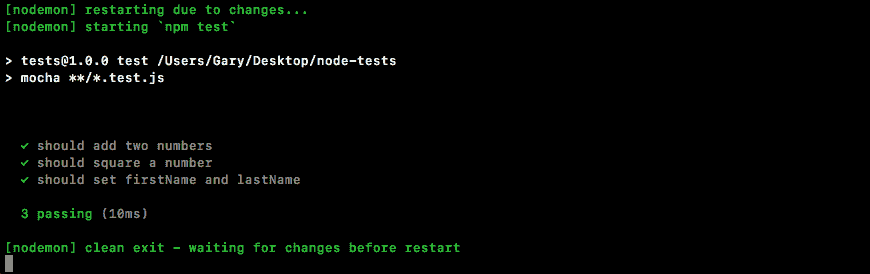 [nodemon] restarting due to changes...
[nodemon] starting `npm test`
> tests@1.0.0 test /Users/Gary/Desktop/node-tests
> mocha **/*.test.js
✓ should add two numbers
✓ should square a number
✓ should set firstName and lastName
3 passing (10ms)
[nodemon] clean exit - waiting for changes before restart